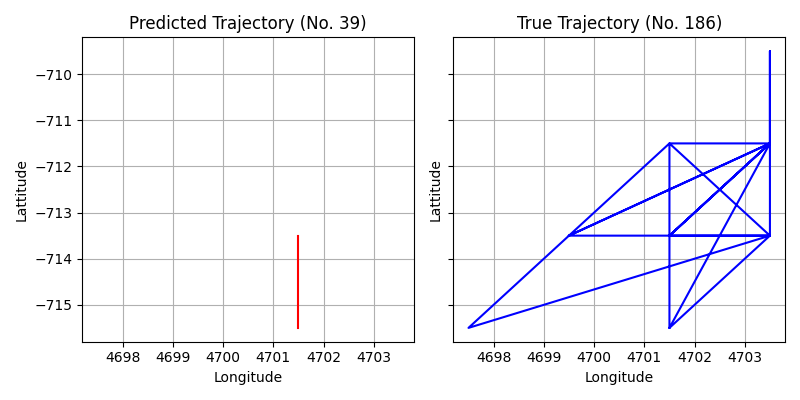 Predicted Trajectory (No. 39)
True Trajectory (No. 186)
Lattitude
−710
−711
−712
−713
−714
−715
4698 4699 4700 4701 4702 4703
Longitude
Lattitude
4698 4699 4700 4701 4702 4703
Longitude